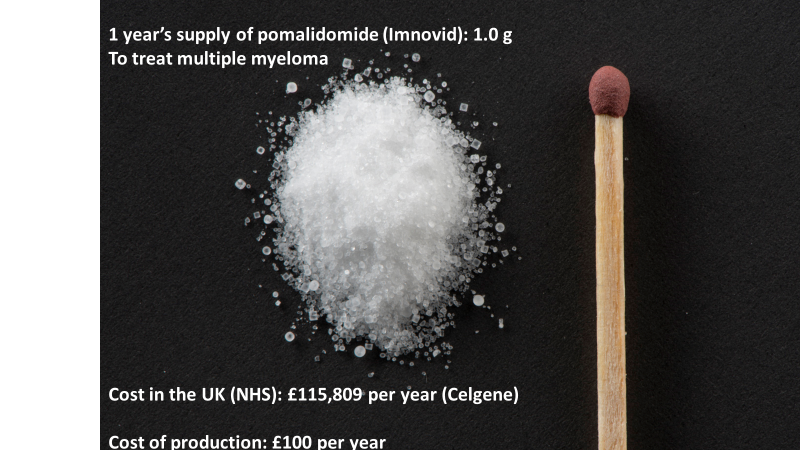 1 year's supply of pomalidomide (Imnovid): 1.0 g
To treat multiple myeloma
Cost in the UK (NHS): £115,809 per year (Celgene)
Cost of production: £100 per year